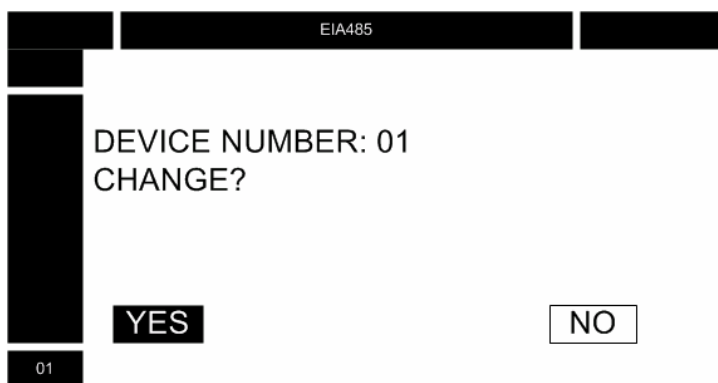 EIA485
DEVICE NUMBER: 01
CHANGE?
YES NO
01